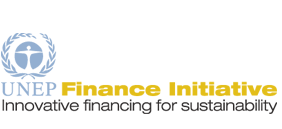 UNEP Finance Initiative
Innovative financing for sustainability